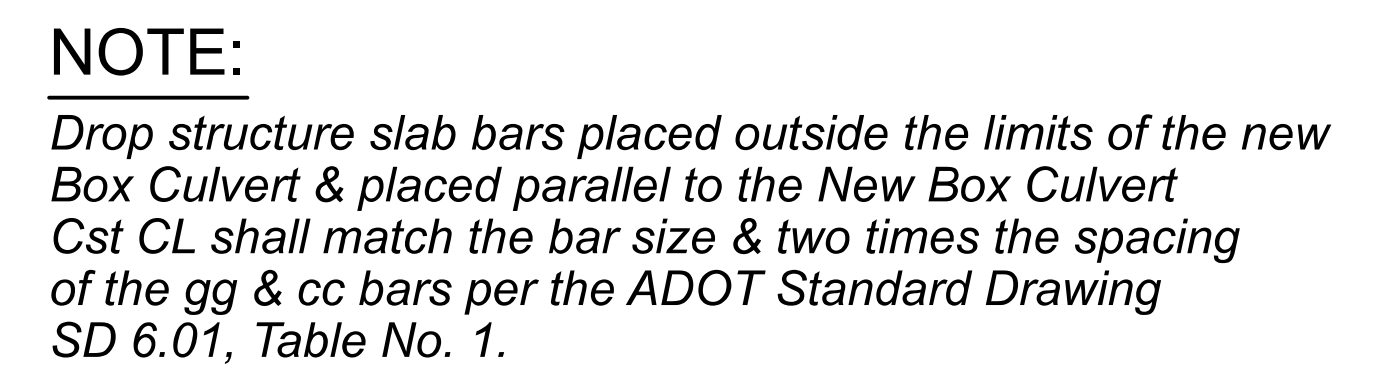 NOTE:
Drop structure slab bars placed outside the limits of the new
Box Culvert & placed parallel to the New Box Culvert
Cst CL shall match the bar size & two times the spacing
of the gg & cc bars per the ADOT Standard Drawing
SD 6.01, Table No. 1.